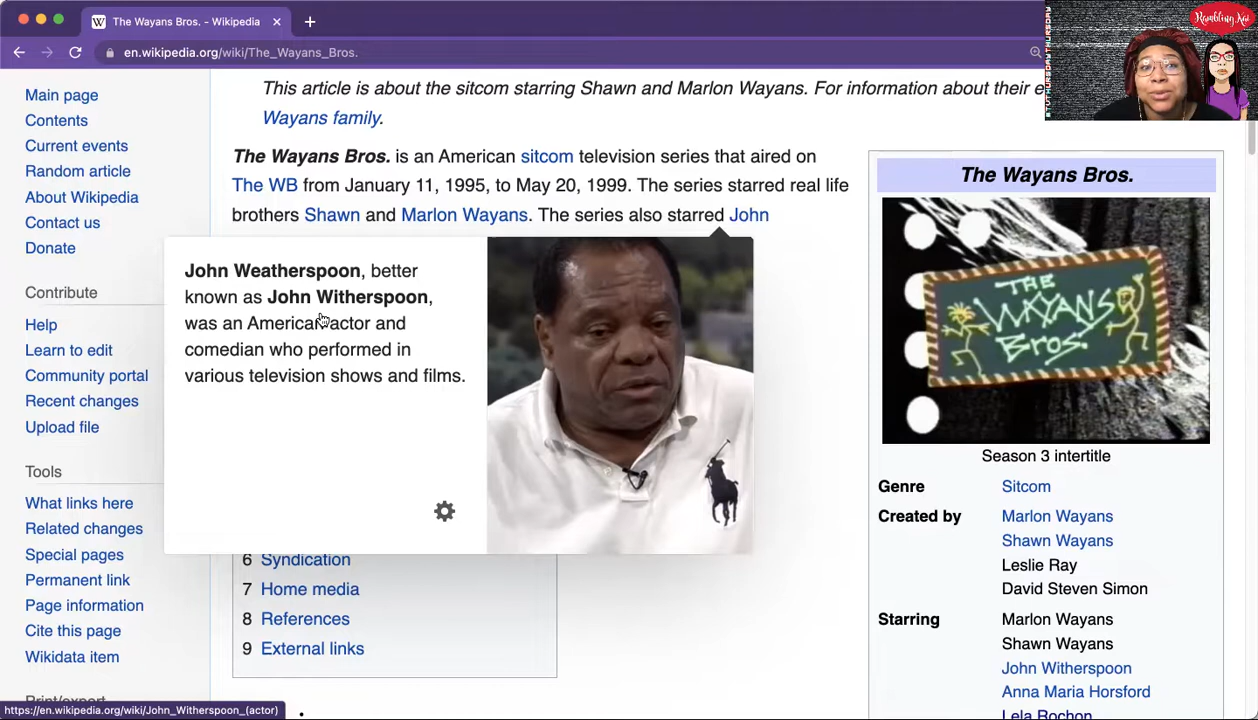 The Wayans Bros. - Wikipedia
en.wikipedia.org/wiki/The_Wayans_Bros.
Rambling Kai
Main page
Contents
Current events
Random article
About Wikipedia
Contact us
Donate
Contribute
Help
Learn to edit
Community portal
Recent changes
Upload file
Tools
What links here
Related changes
Special pages
Permanent link
Page information
Cite this page
Wikidata item
Print/export
This article is about the sitcom starring Shawn and Marlon Wayans. For information about their
Wayans family.
The Wayans Bros. is an American sitcom television series that aired on
The WB from January 11, 1995, to May 20, 1999. The series starred real life
brothers Shawn and Marlon Wayans. The series also starred John
John Weatherspoon, better
known as John Witherspoon,
was an American actor and
comedian who performed in
various television shows and films.
6 Syndication
7 Home media
8 References
9 External links
The Wayans Bros.
THE
WAYANS
Bros.
Season 3 intertitle
Genre Sitcom
Created by Marlon Wayans
Shawn Wayans
Leslie Ray
David Steven Simon
Starring Marlon Wayans
Shawn Wayans
John Witherspoon
Anna Maria Horsford
Lela Rochon
https://en.wikipedia.org/wiki/John_Witherspoon_(actor)